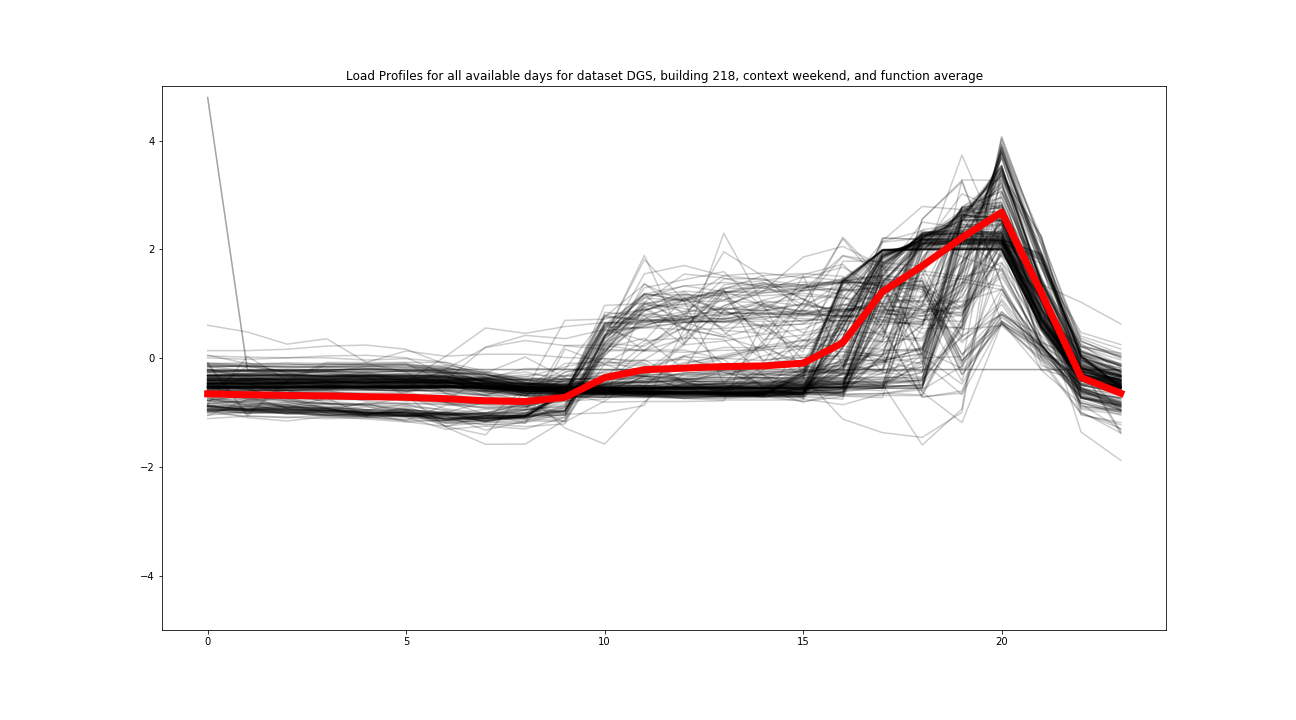 Load Profiles for all available days for dataset DGS, building 218, context weekend, and function average
4
2
0
−2
−4
0 5 10 15 20